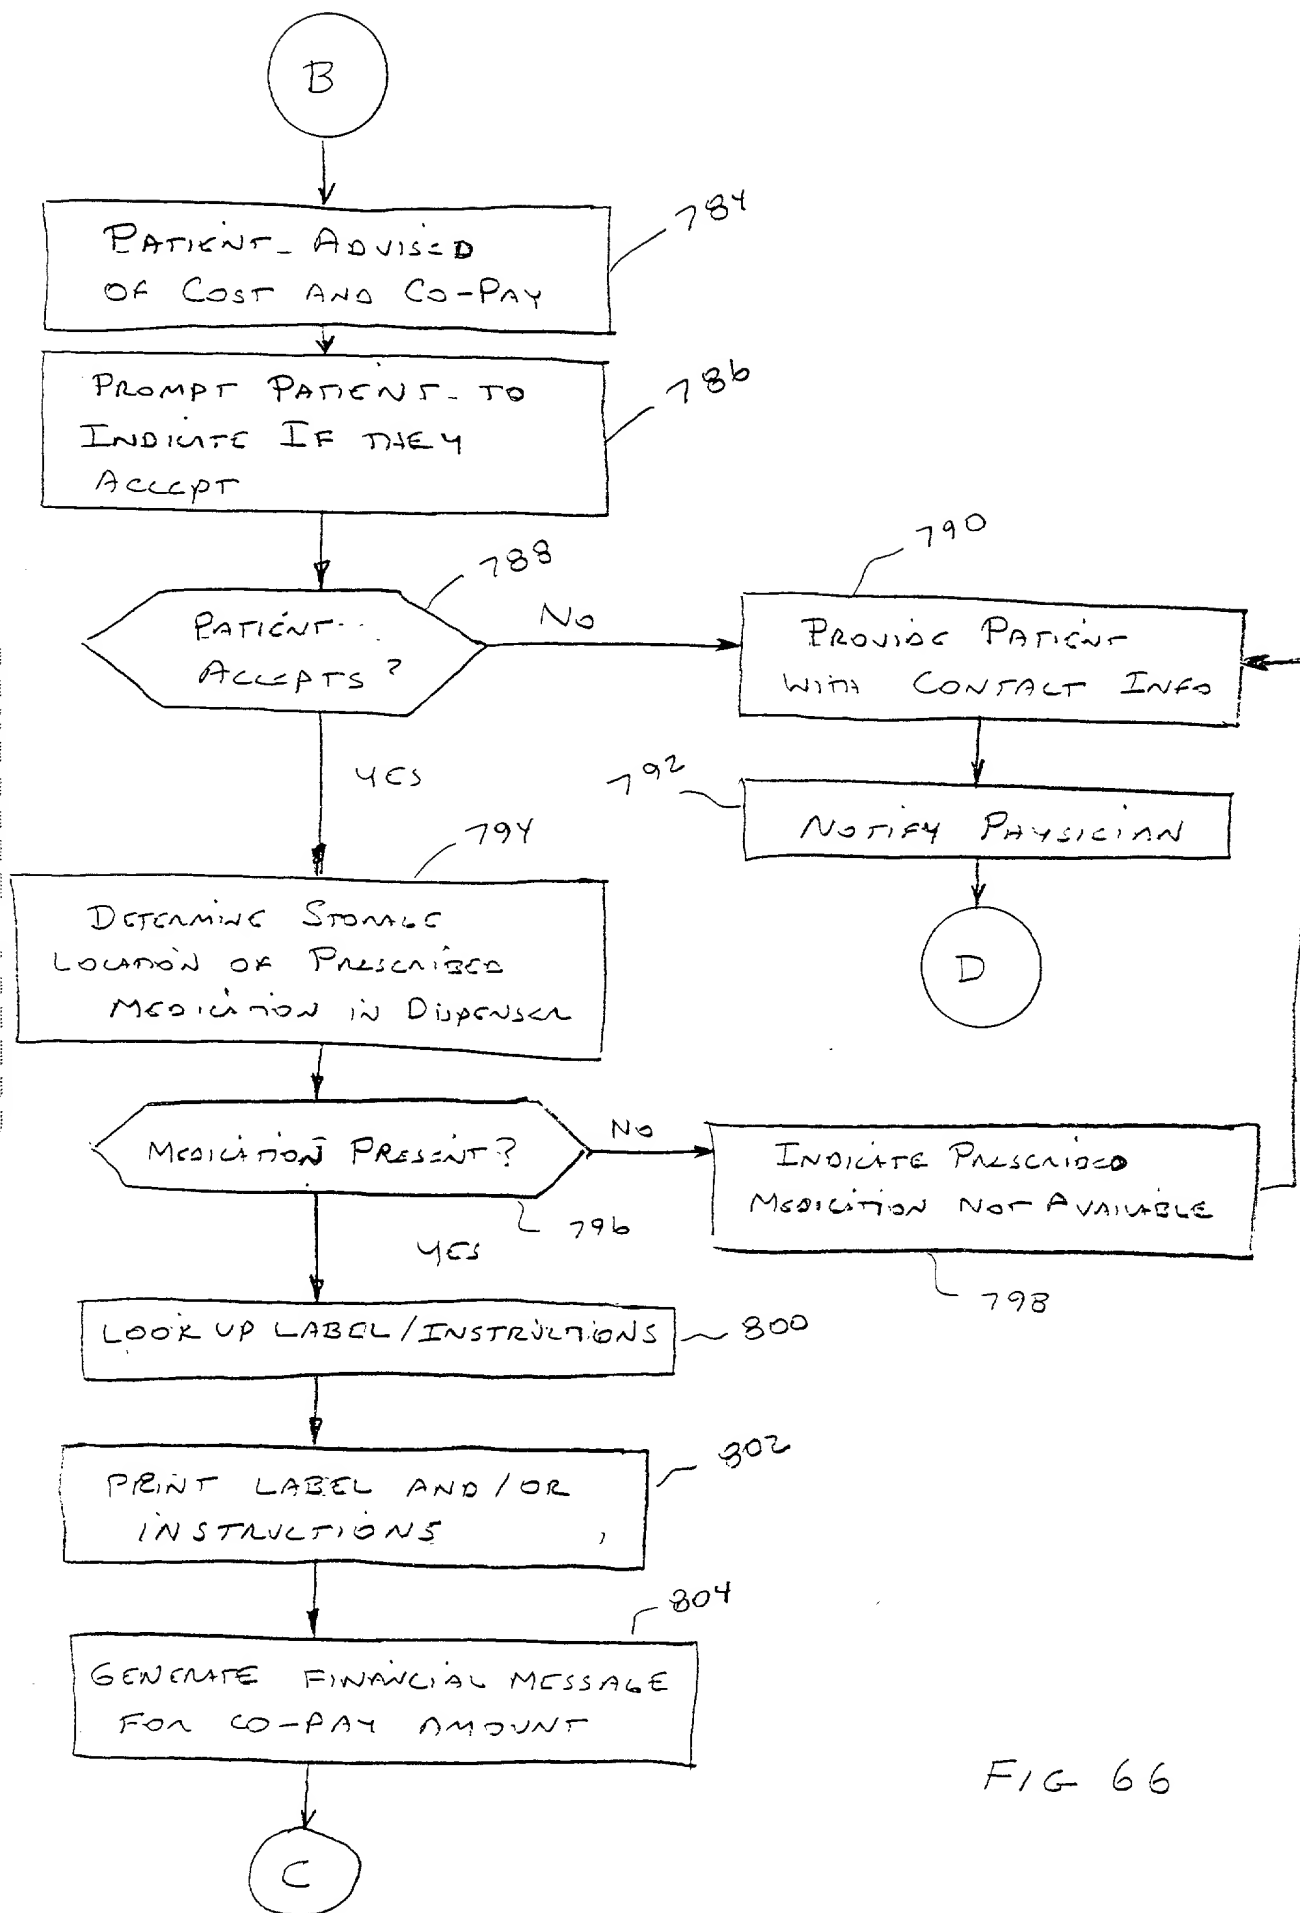 B
784
PATIENT ADVISED
OF COST AND CO-PAY
786
PROMPT PATIENT TO
INDICATE IF THEY
ACCEPT
788
PATIENT
ACCEPTS?
NO
790
PROVIDE PATIENT
WITH CONTACT INFO
YES
792
NOTIFY PHYSICIAN
D
794
DETERMINE STORAGE
LOCATION OF PRESCRIBED
MEDICATION IN DISPENSER
MEDICATION PRESENT?
796
NO
INDICATE PRESCRIBED
MEDICATION NOT AVAILABLE
798
YES
LOOK UP LABEL/INSTRUCTIONS
800
802
PRINT LABEL AND/OR
INSTRUCTIONS
804
GENERATE FINANCIAL MESSAGE
FOR CO-PAY AMOUNT
C
FIG 66